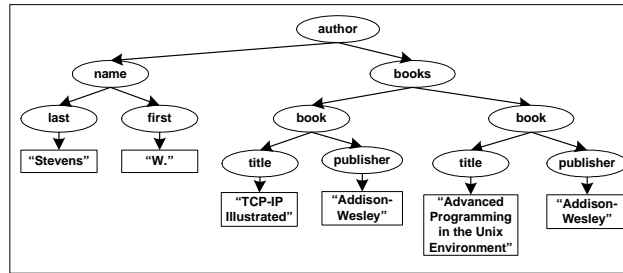 author
name
books
last
first
book
book
“Stevens”
“W.”
title
publisher
title
publisher
“TCP-IP
Illustrated”
“Addison-
Wesley”
“Advanced
Programming
in the Unix
Environment”
“Addison-
Wesley”